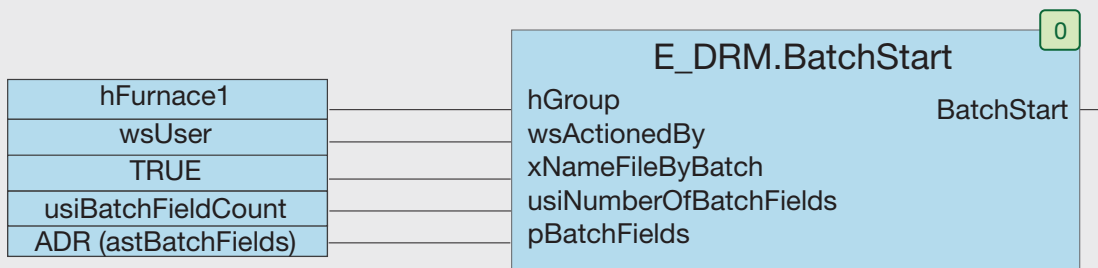 0
E_DRM.BatchStart
hFurnace1
hGroup
BatchStart
wsUser
wsActionedBy
TRUE
xNameFileByBatch
usiBatchFieldCount
usiNumberOfBatchFields
ADR (astBatchFields)
pBatchFields